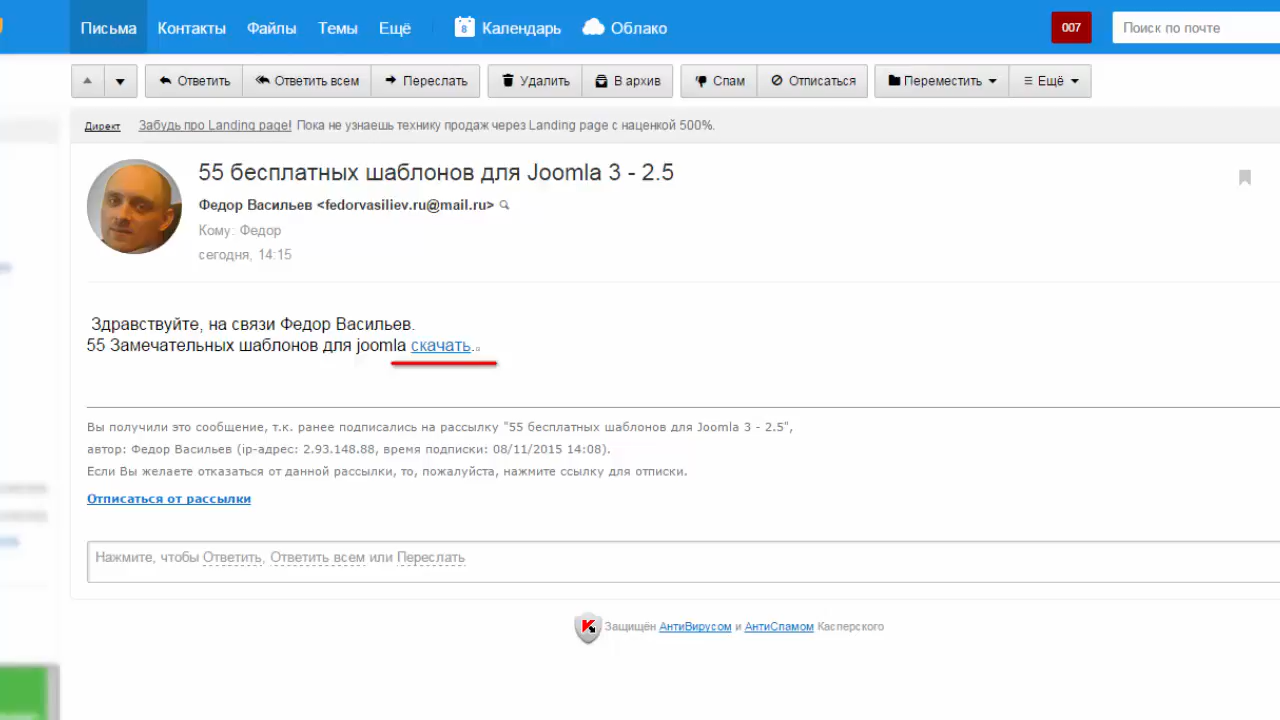 Письма Контакты Файлы Темы Ещё 8 Календарь Облако 007 Поиск по почте
Ответить Ответить всем Переслать Удалить В архив Спам Отписаться Переместить Ещё
Директ Забудь про Landing page! Пока не узнаешь технику продаж через Landing page с наценкой 500%.
55 бесплатных шаблонов для Joomla 3 - 2.5
Федор Васильев <fedorvasiliev.ru@mail.ru>
Кому: Федор
сегодня, 14:15
Здравствуйте, на связи Федор Васильев.
55 Замечательных шаблонов для joomla скачать.
Вы получили это сообщение, т.к. ранее подписались на рассылку "55 бесплатных шаблонов для Joomla 3 - 2.5",
автор: Федор Васильев (ip-адрес: 2.93.148.88, время подписки: 08/11/2015 14:08).
Если Вы желаете отказаться от данной рассылки, то, пожалуйста, нажмите ссылку для отписки.
Отписаться от рассылки
Нажмите, чтобы Ответить, Ответить всем или Переслать
Защищён АнтиВирусом и АнтиСпамом Касперского